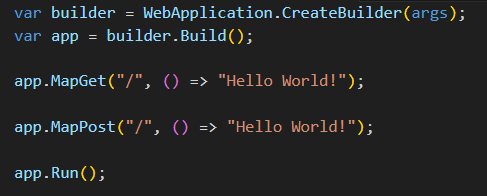 var builder = WebApplication.CreateBuilder(args);
var app = builder.Build();
app.MapGet("/", () => "Hello World!");
app.MapPost("/", () => "Hello World!");
app.Run();